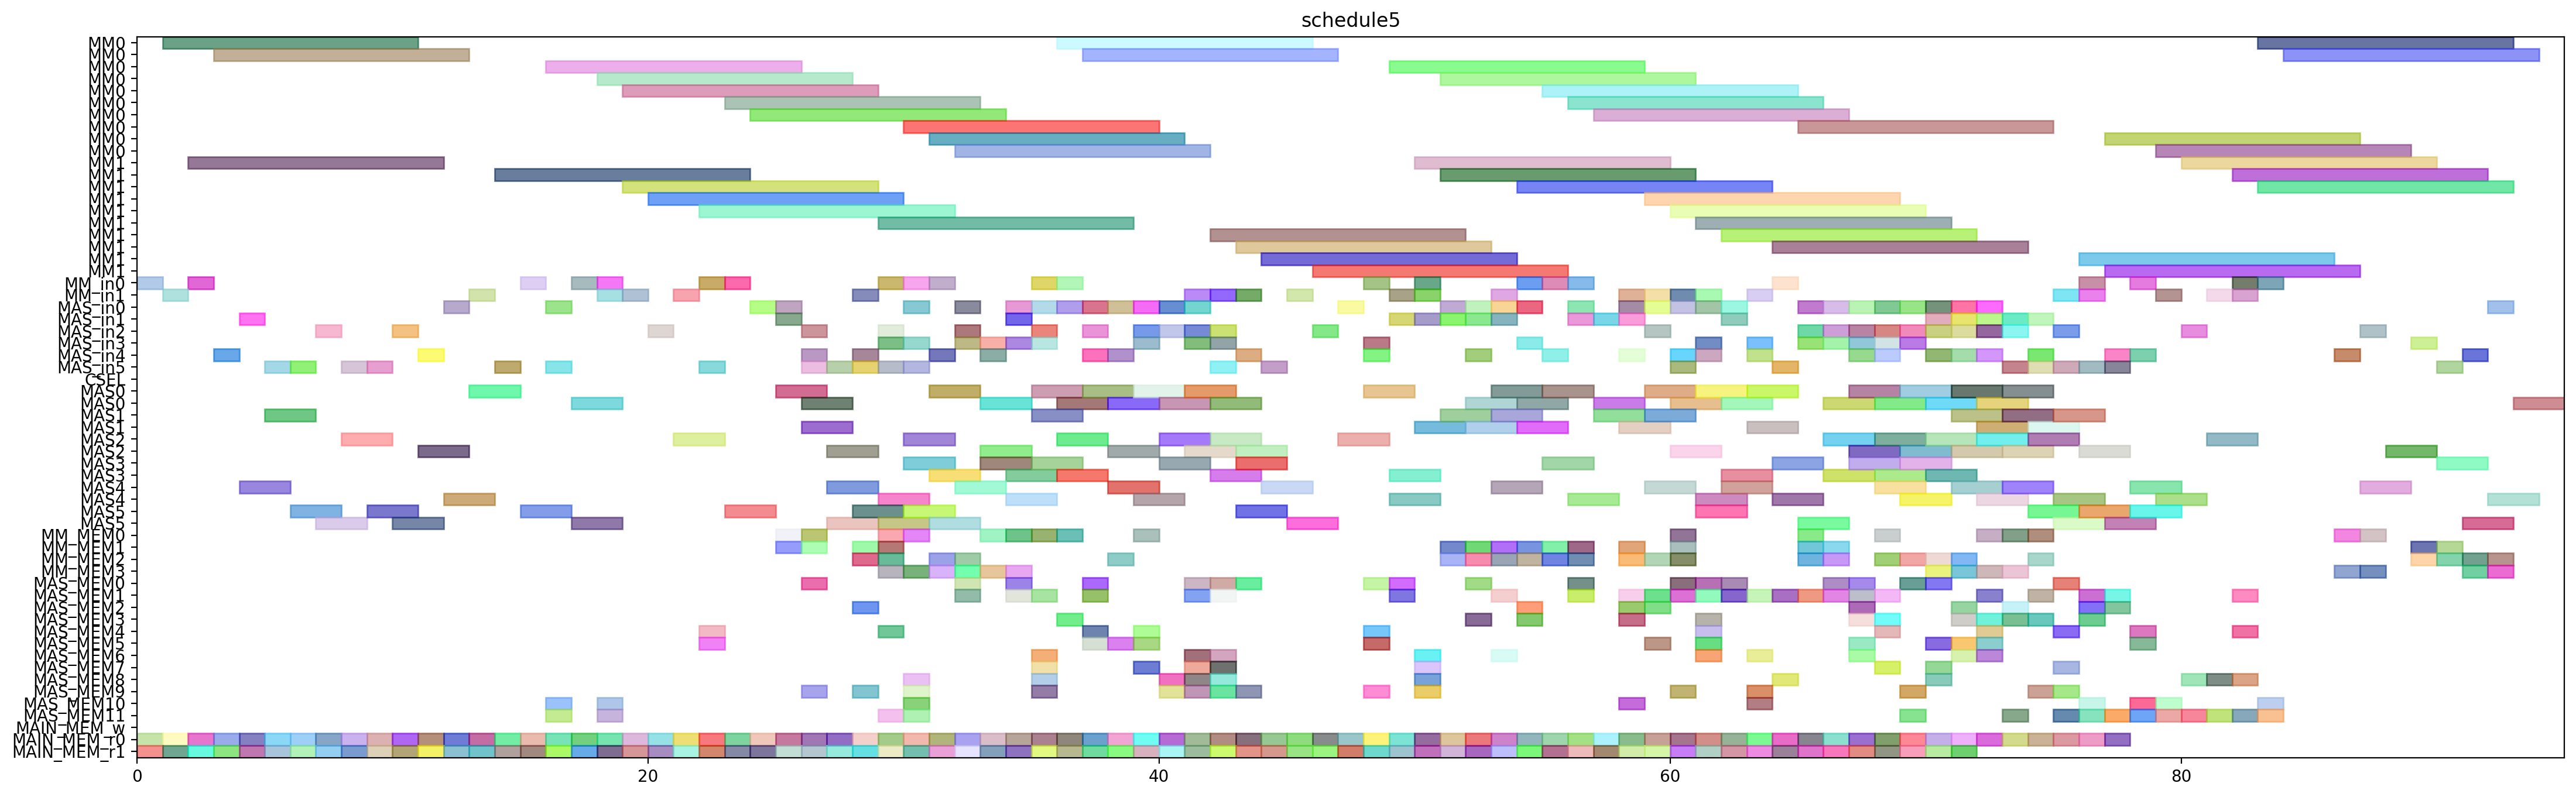 schedule5
MM0
MM0
MM0
MM0
MM0
MM0
MM0
MM0
MM0
MM0
MM1
MM1
MM1
MM1
MM1
MM1
MM1
MM1
MM1
MM1
MM_in0
MM_in1
MAS_in0
MAS_in1
MAS_in2
MAS_in3
MAS_in4
MAS_in5
CSEL
MAS0
MAS0
MAS1
MAS1
MAS2
MAS2
MAS3
MAS3
MAS4
MAS4
MAS5
MAS5
MM_MEM0
MM_MEM1
MM_MEM2
MM_MEM3
MAS_MEM0
MAS_MEM1
MAS_MEM2
MAS_MEM3
MAS_MEM4
MAS_MEM5
MAS_MEM6
MAS_MEM7
MAS_MEM8
MAS_MEM9
MAS_MEM10
MAS_MEM11
MAIN_MEM_w
MAIN_MEM_r0
MAIN_MEM_r1
0 20 40 60 80